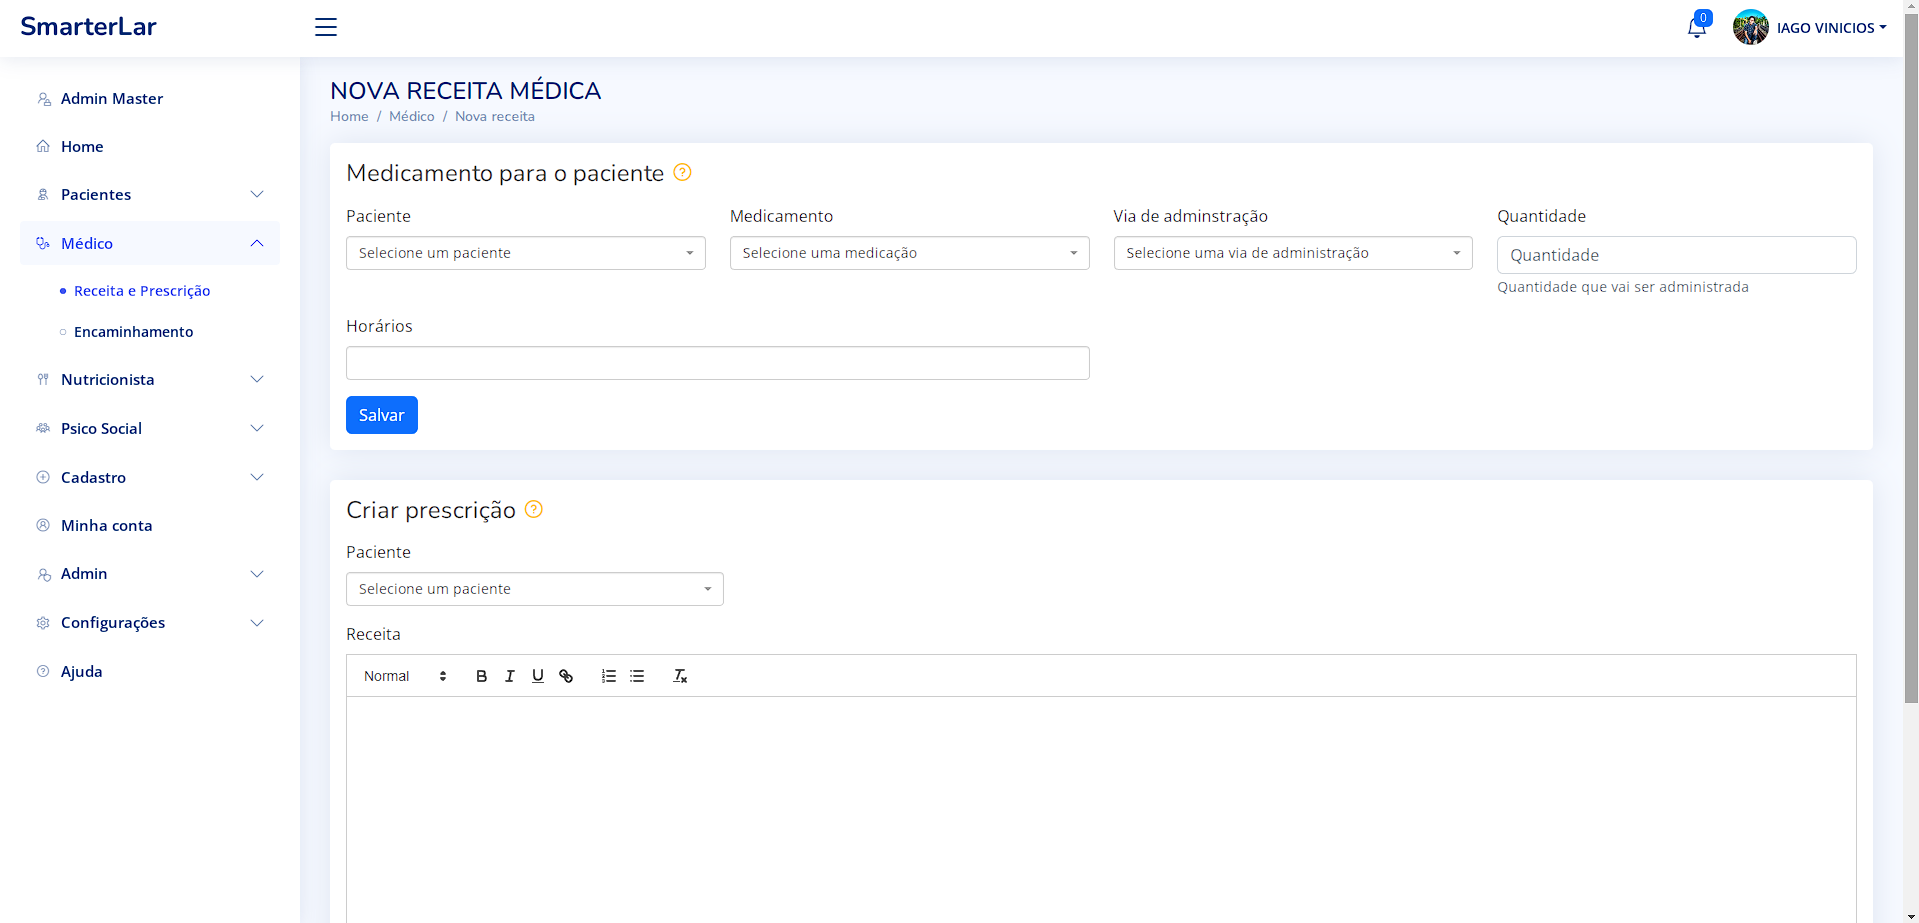 SmarterLar
0
IAGO VINICIOS
Admin Master
Home
Pacientes
Médico
Receita e Prescrição
Encaminhamento
Nutricionista
Psico Social
Cadastro
Minha conta
Admin
Configurações
Ajuda
NOVA RECEITA MÉDICA
Home / Médico / Nova receita
Medicamento para o paciente ?
Paciente Medicamento Via de adminstração Quantidade
Selecione um paciente Selecione uma medicação Selecione uma via de administração Quantidade
Quantidade que vai ser administrada
Horários
Salvar
Criar prescrição ?
Paciente
Selecione um paciente
Receita
Normal B I U